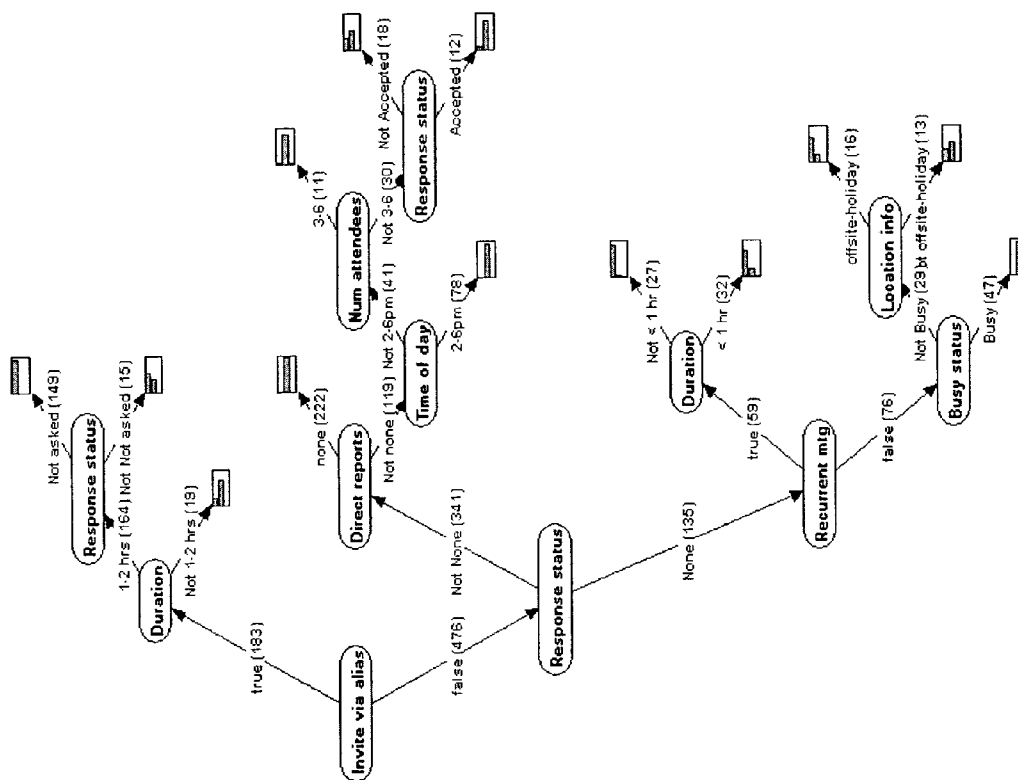 Invite via alias
true (183)
false (476)
Duration
1-2 hrs (164)
Not 1-2 hrs (19)
Response status
Not asked (149)
Not Not asked (15)
Response status
Not None (341)
None (135)
Direct reports
none (222)
Not none (119)
Time of day
Not 2-6pm (41)
2-6pm (78)
Num attendees
3-6 (11)
Not 3-6 (30)
Response status
Not Accepted (18)
Accepted (12)
Recurrent mtg
true (59)
false (76)
Duration
Not < 1 hr (27)
< 1 hr (32)
Busy status
Not Busy (29
Busy (47)
Location info
offsite-holiday (16)
bt offsite-holiday (13)